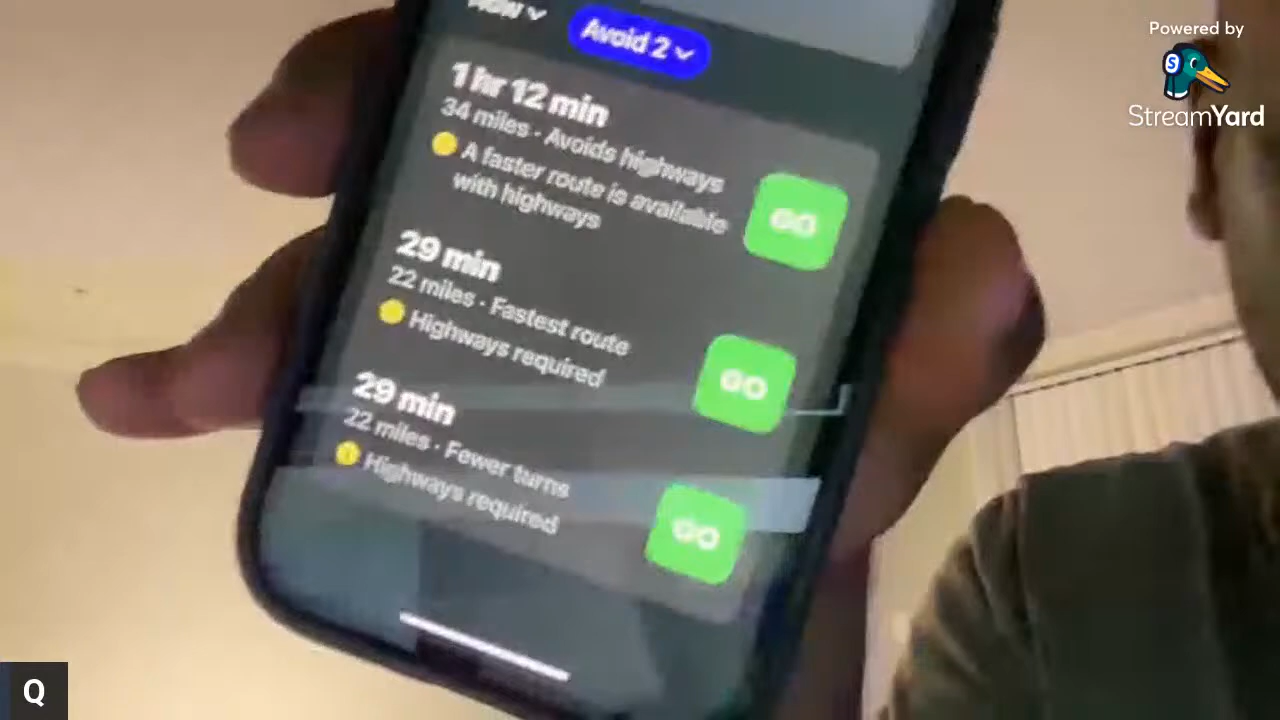 Now
Avoid 2
1 hr 12 min
34 miles · Avoids highways
A faster route is available
with highways
GO
29 min
22 miles · Fastest route
Highways required
GO
29 min
22 miles · Fewer turns
Highways required
GO
Powered by
S
StreamYard
Q